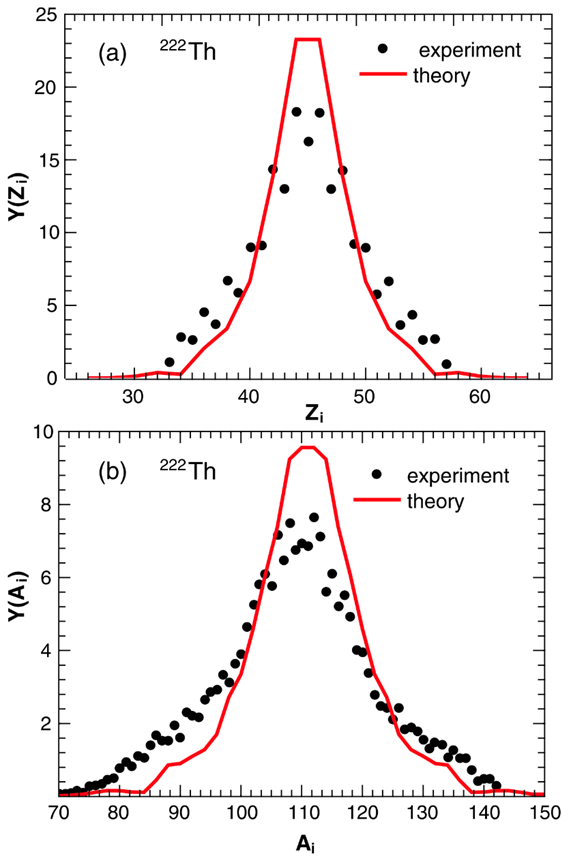 25
(a)
²²²Th
experiment
theory
20
15
10
5
0
Y(Zᵢ)
30
40
50
60
Zᵢ
10
(b)
²²²Th
experiment
theory
8
6
4
2
Y(Aᵢ)
70
80
90
100
110
120
130
140
150
Aᵢ